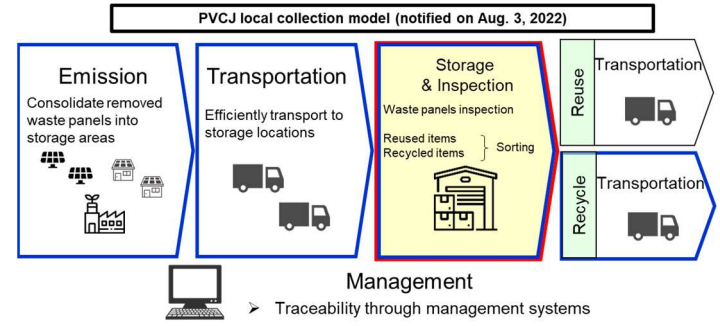 PVCJ local collection model (notified on Aug. 3, 2022)
Emission
Consolidate removed
waste panels into
storage areas
Transportation
Efficiently transport to
storage locations
Storage
& Inspection
Waste panels inspection
Reused items
Recycled items
Sorting
Reuse
Transportation
Recycle
Transportation
Management
➢ Traceability through management systems